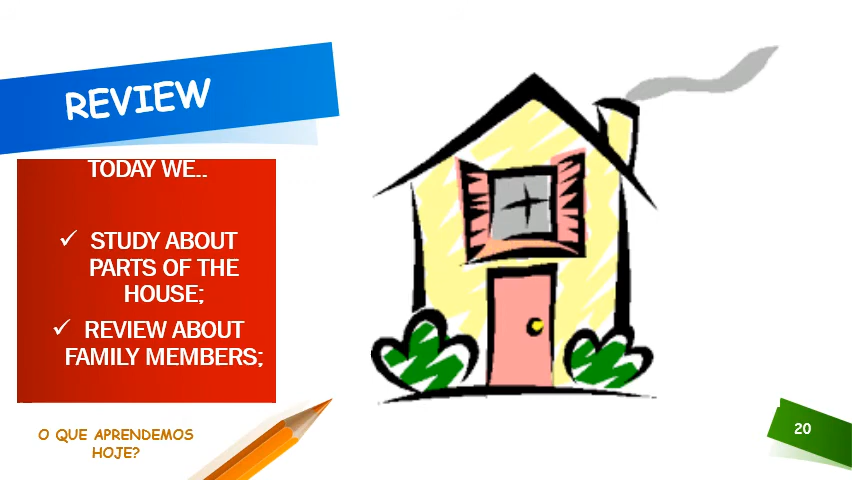 REVIEW
TODAY WE..
✓ STUDY ABOUT
PARTS OF THE
HOUSE;
✓ REVIEW ABOUT
FAMILY MEMBERS;
O QUE APRENDEMOS
HOJE?
20